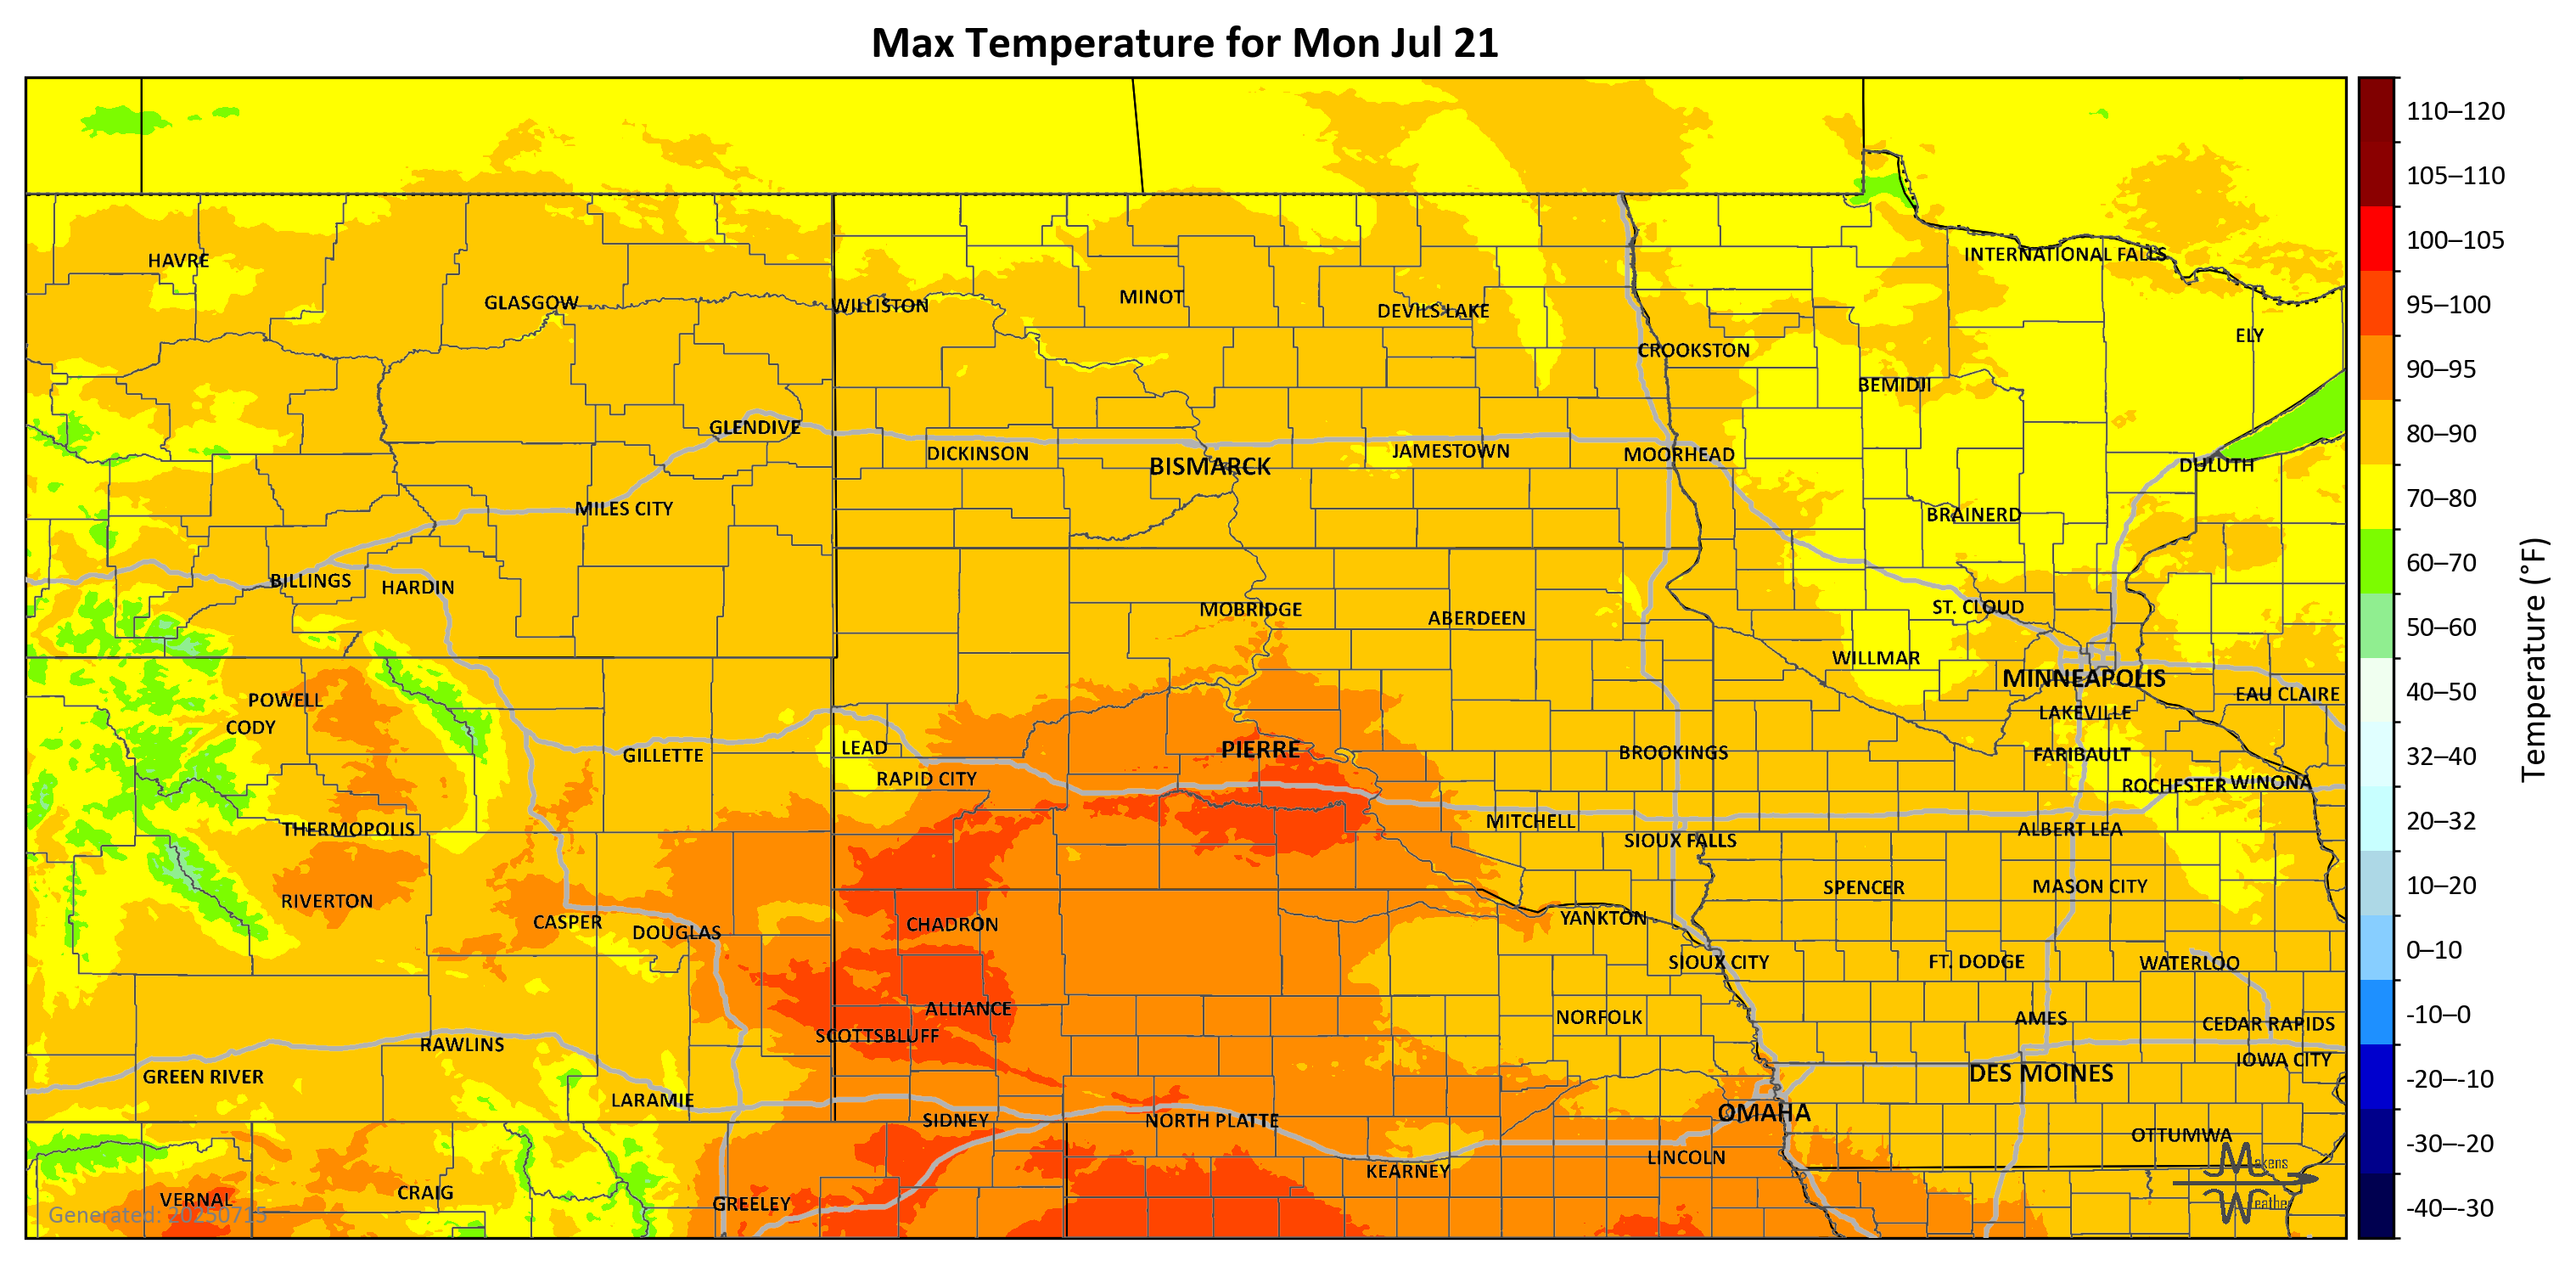 Max Temperature for Mon Jul 21
110–120
105–110
100–105
95–100
90–95
80–90
70–80
60–70
50–60
40–50
32–40
20–32
10–20
0–10
-10–0
-20–-10
-30–-20
-40–-30
Temperature (°F)
HAVRE
INTERNATIONAL FALLS
GLASGOW
WILLISTON
MINOT
DEVILS LAKE
ELY
CROOKSTON
BEMIDJI
GLENDIVE
DICKINSON
BISMARCK
JAMESTOWN
MOORHEAD
DULUTH
MILES CITY
BRAINERD
BILLINGS
HARDIN
MOBRIDGE
ABERDEEN
ST. CLOUD
WILLMAR
MINNEAPOLIS
POWELL
EAU CLAIRE
CODY
LAKEVILLE
GILLETTE
LEAD
PIERRE
BROOKINGS
FARIBAULT
RAPID CITY
ROCHESTER
WINONA
THERMOPOLIS
MITCHELL
SIOUX FALLS
ALBERT LEA
RIVERTON
SPENCER
MASON CITY
CASPER
DOUGLAS
CHADRON
YANKTON
SIOUX CITY
FT. DODGE
WATERLOO
ALLIANCE
NORFOLK
AMES
CEDAR RAPIDS
SCOTTSBLUFF
RAWLINS
IOWA CITY
GREEN RIVER
DES MOINES
LARAMIE
SIDNEY
NORTH PLATTE
OMAHA
OTTUMWA
LINCOLN
KEARNEY
VERNAL
CRAIG
GREELEY
Generated: 20250715
Makens
Weather